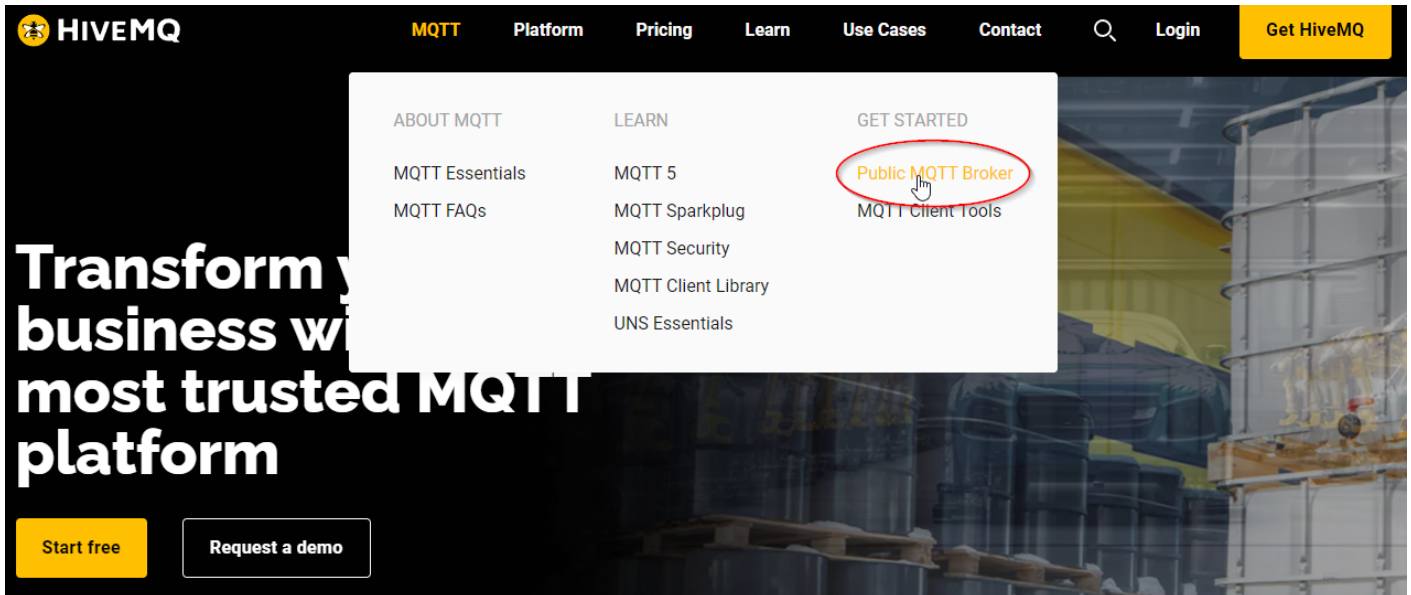 HIVEMQ
MQTT Platform Pricing Learn Use Cases Contact Login Get HiveMQ
ABOUT MQTT
MQTT Essentials
MQTT FAQs
LEARN
MQTT 5
MQTT Sparkplug
MQTT Security
MQTT Client Library
UNS Essentials
GET STARTED
Public MQTT Broker
MQTT Client Tools
Transform
business
most trusted MQTT
platform
Start free
Request a demo